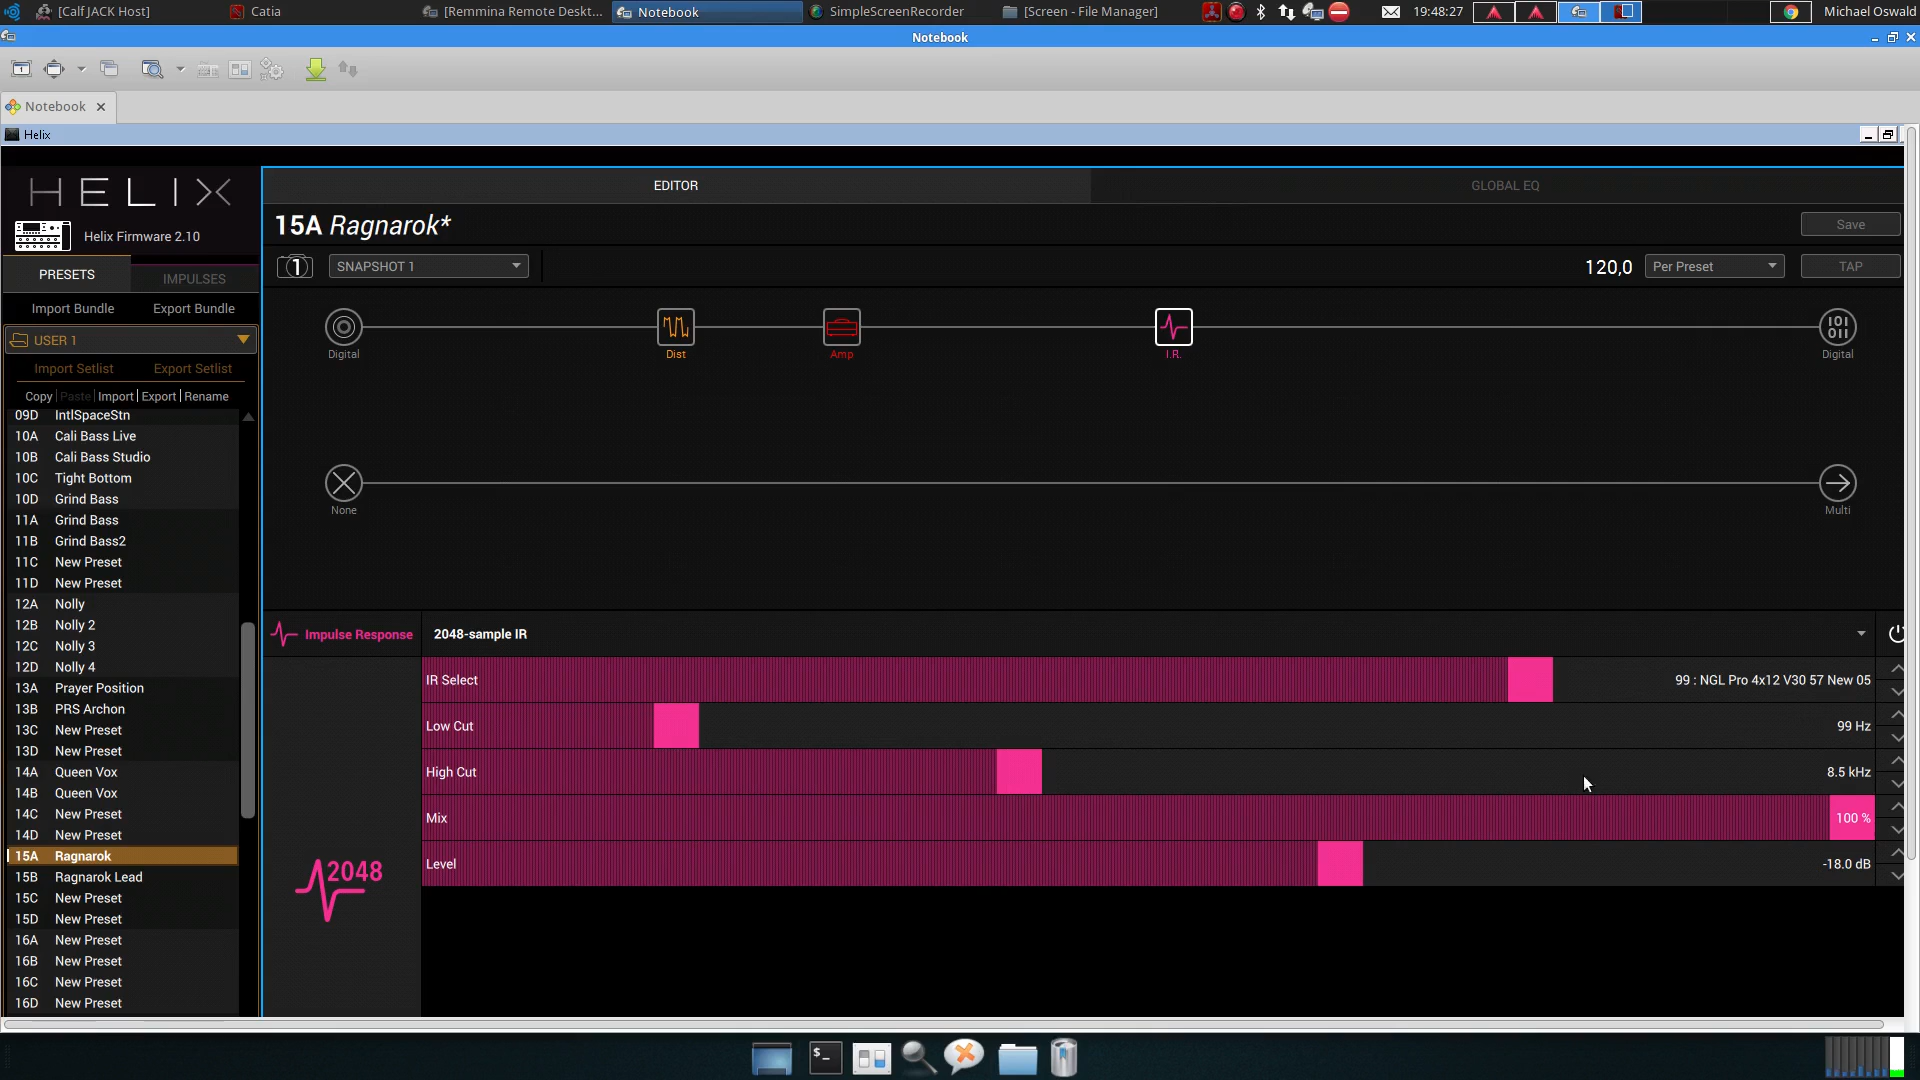 [Calf JACK Host]
Catia
[Remmina Remote Deskt...
Notebook
SimpleScreenRecorder
[Screen - File Manager]
19:48:27
Michael Oswald
Notebook
Notebook
Helix
HELIX
Helix Firmware 2.10
PRESETS
IMPULSES
Import Bundle
Export Bundle
USER 1
Import Setlist
Export Setlist
Copy
Paste
Import
Export
Rename
09D IntlSpaceStn
10A Cali Bass Live
10B Cali Bass Studio
10C Tight Bottom
10D Grind Bass
11A Grind Bass
11B Grind Bass2
11C New Preset
11D New Preset
12A Nolly
12B Nolly 2
12C Nolly 3
12D Nolly 4
13A Prayer Position
13B PRS Archon
13C New Preset
13D New Preset
14A Queen Vox
14B Queen Vox
14C New Preset
14D New Preset
15A Ragnarok
15B Ragnarok Lead
15C New Preset
15D New Preset
16A New Preset
16B New Preset
16C New Preset
16D New Preset
EDITOR
GLOBAL EQ
15A Ragnarok*
Save
1
SNAPSHOT 1
120,0
Per Preset
TAP
Digital
Dist
Amp
I.R.
Digital
None
Multi
Impulse Response
2048-sample IR
2048
IR Select
99 : NGL Pro 4x12 V30 57 New 05
Low Cut
99 Hz
High Cut
8.5 kHz
Mix
100 %
Level
-18.0 dB